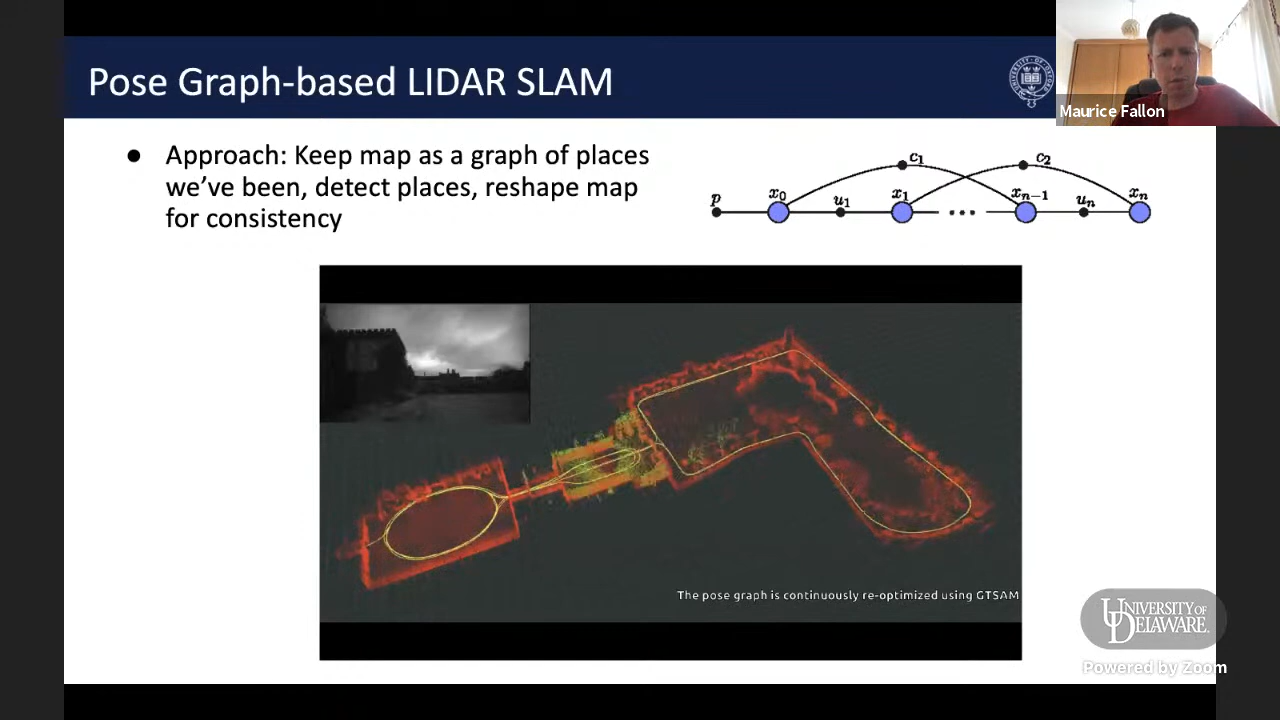 Pose Graph-based LIDAR SLAM
Maurice Fallon
● Approach: Keep map as a graph of places
we've been, detect places, reshape map
for consistency
c₁ c₂
p x₀ u₁ x₁ xₙ₋₁ uₙ xₙ
...
The pose graph is continuously re-optimized using GTSAM
UNIVERSITY OF
DELAWARE.
Powered by Zoom